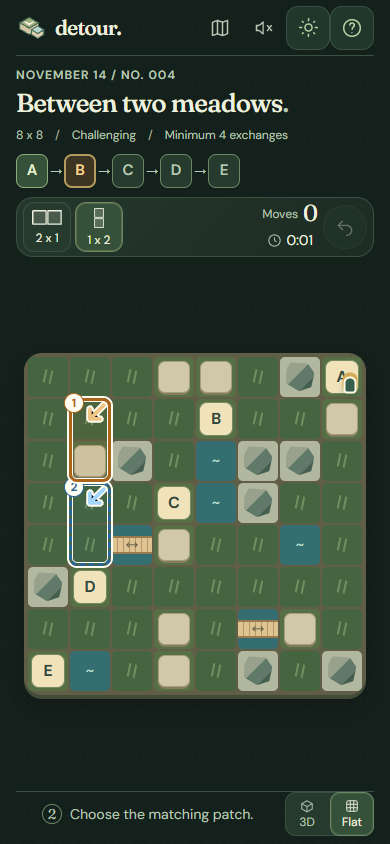 detour.
NOVEMBER 14 / NO. 004
Between two meadows.
8 x 8 / Challenging / Minimum 4 exchanges
A → B → C → D → E
2 x 1
1 x 2
Moves 0
0:01
A
1
B
~
2
C ~
~
D
E ~
2 Choose the matching patch.
3D
Flat